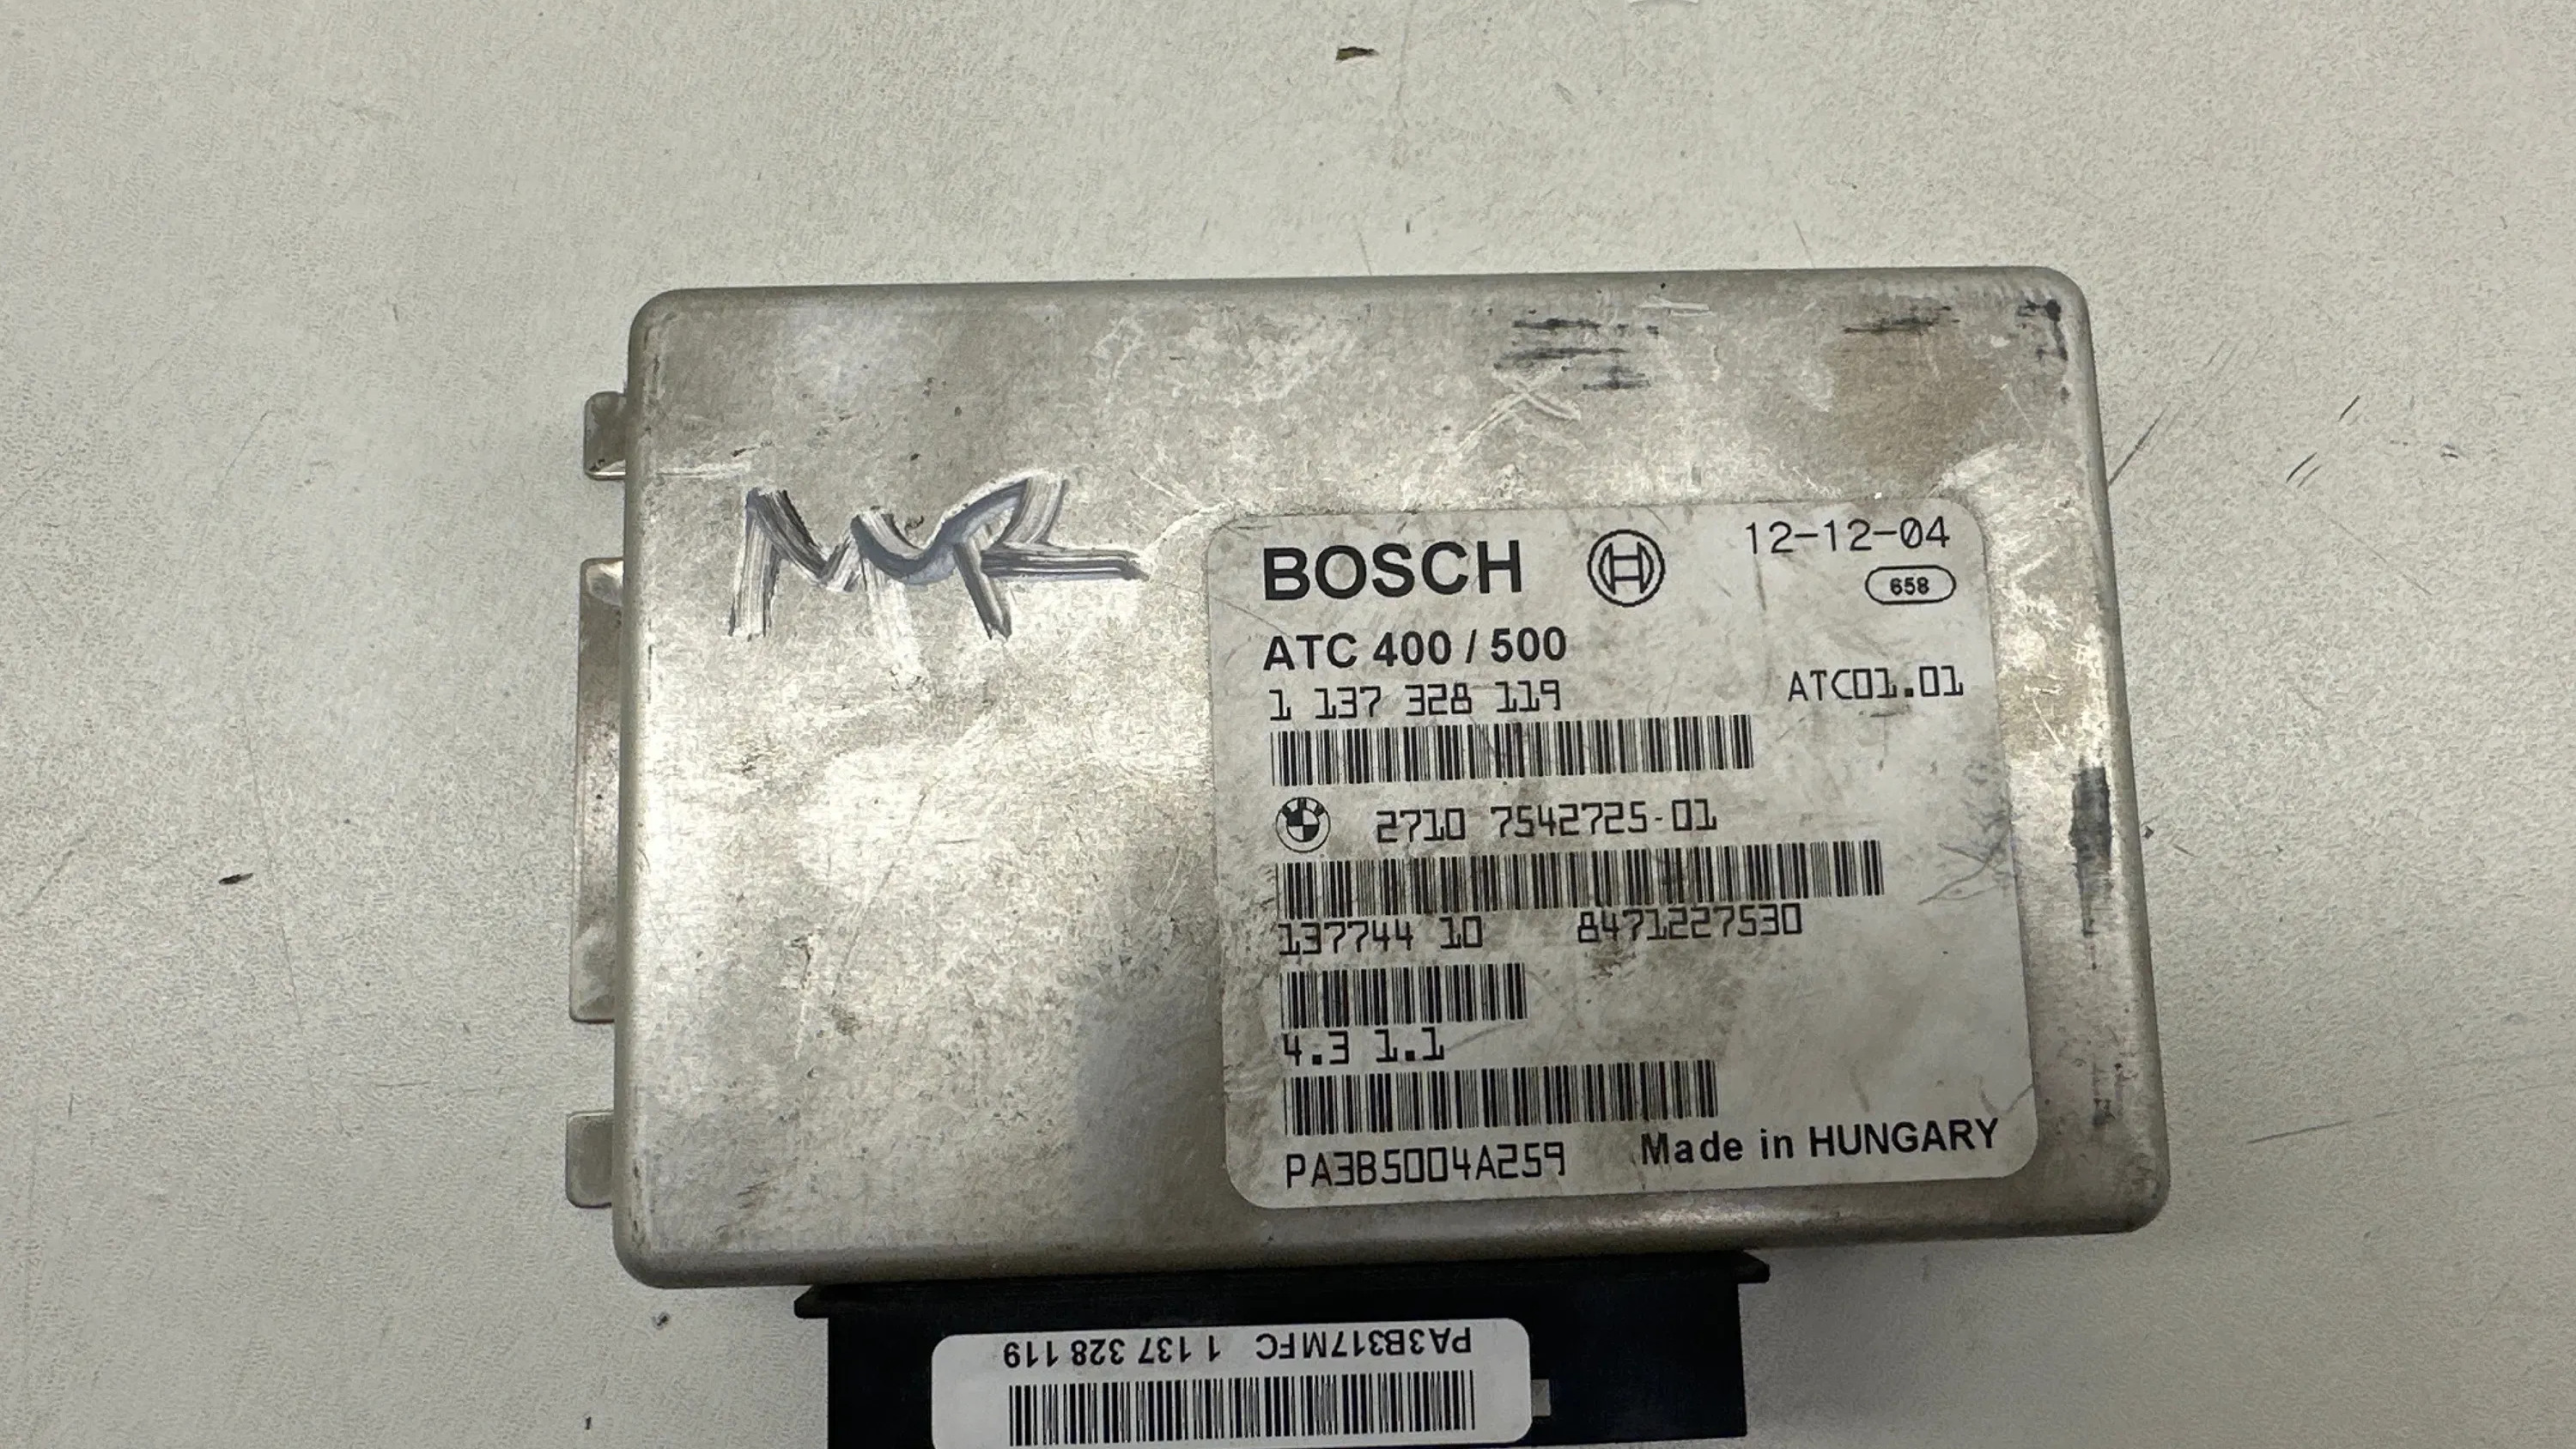 MYR
BOSCH
12-12-04
658
ATC 400 / 500
1 137 328 119
ATC01.01
2710 7542725-01
137744 10 8471227530
4.3 1.1
PA3B5004A259 Made in HUNGARY
PA3B317MFC 1 137 328 119